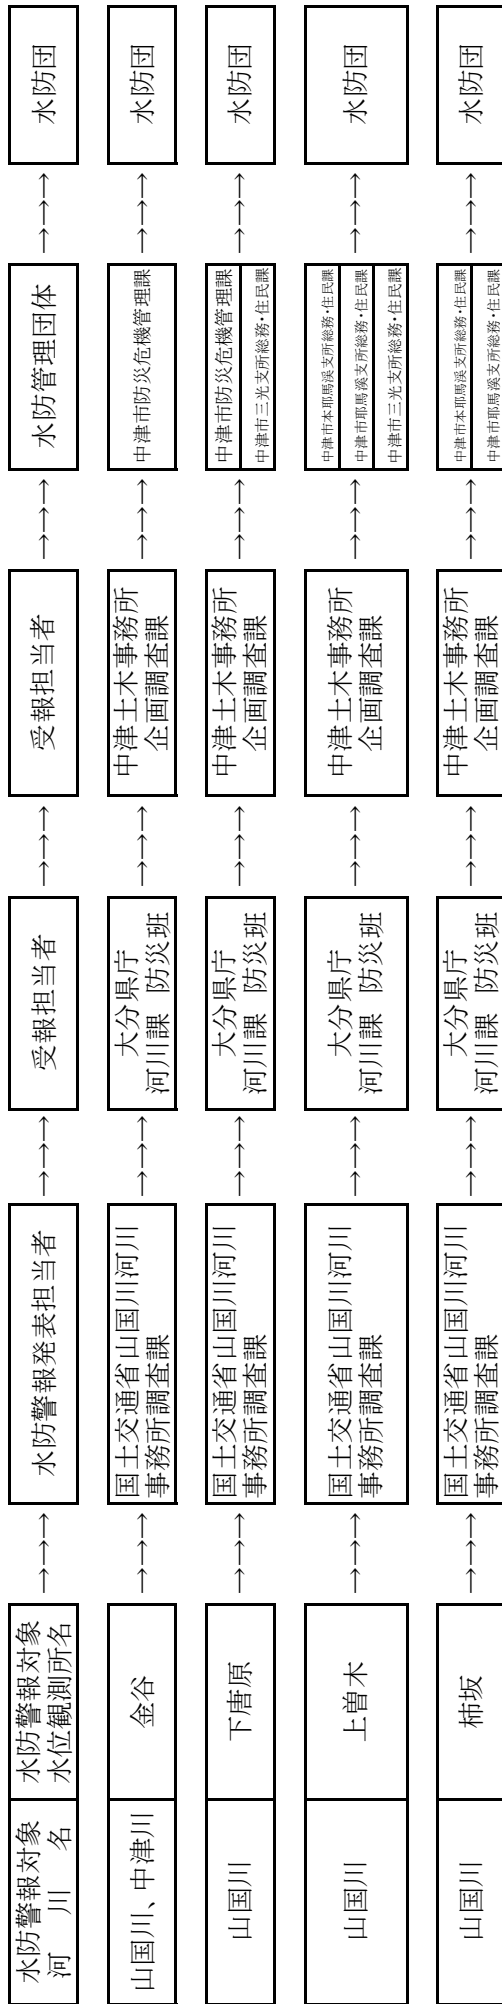 水防警報対象
河川名
水防警報対象
水位観測所名
→→→→
水防警報発表担当者
→→→→
受報担当者
→→→→
受報担当者
→→→→
水防管理団体
→→→→
水防団
山国川、中津川
金谷
→→→→
国土交通省山国川河川
事務所調査課
→→→→
大分県庁
河川課 防災班
→→→→
中津土木事務所
企画調査課
→→→→
中津市防災危機管理課
→→→→
水防団
山国川
下唐原
→→→→
国土交通省山国川河川
事務所調査課
→→→→
大分県庁
河川課 防災班
→→→→
中津土木事務所
企画調査課
→→→→
中津市防災危機管理課
中津市三光支所総務・住民課
→→→→
水防団
山国川
上曽木
→→→→
国土交通省山国川河川
事務所調査課
→→→→
大分県庁
河川課 防災班
→→→→
中津土木事務所
企画調査課
→→→→
中津市本耶馬溪支所総務・住民課
中津市耶馬溪支所総務・住民課
中津市三光支所総務・住民課
→→→→
水防団
山国川
柿坂
→→→→
国土交通省山国川河川
事務所調査課
→→→→
大分県庁
河川課 防災班
→→→→
中津土木事務所
企画調査課
→→→→
中津市本耶馬溪支所総務・住民課
中津市耶馬溪支所総務・住民課
→→→→
水防団